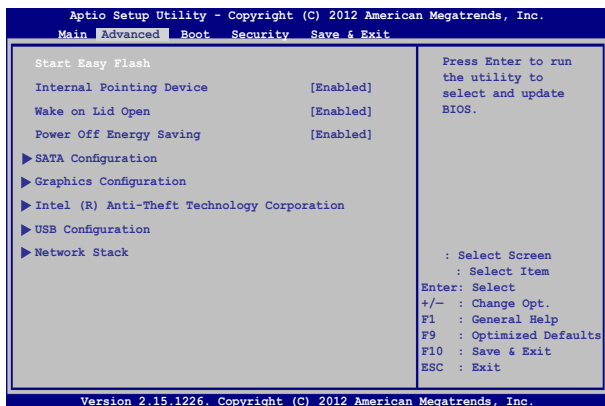 Aptio Setup Utility - Copyright (C) 2012 American Megatrends, Inc.
Main Advanced Boot Security Save & Exit
Start Easy Flash
Internal Pointing Device [Enabled]
Wake on Lid Open [Enabled]
Power Off Energy Saving [Enabled]
SATA Configuration
Graphics Configuration
Intel (R) Anti-Theft Technology Corporation
USB Configuration
Network Stack
Press Enter to run
the utility to
select and update
BIOS.
: Select Screen
: Select Item
Enter: Select
+/— : Change Opt.
F1 : General Help
F9 : Optimized Defaults
F10 : Save & Exit
ESC : Exit
Version 2.15.1226. Copyright (C) 2012 American Megatrends, Inc.